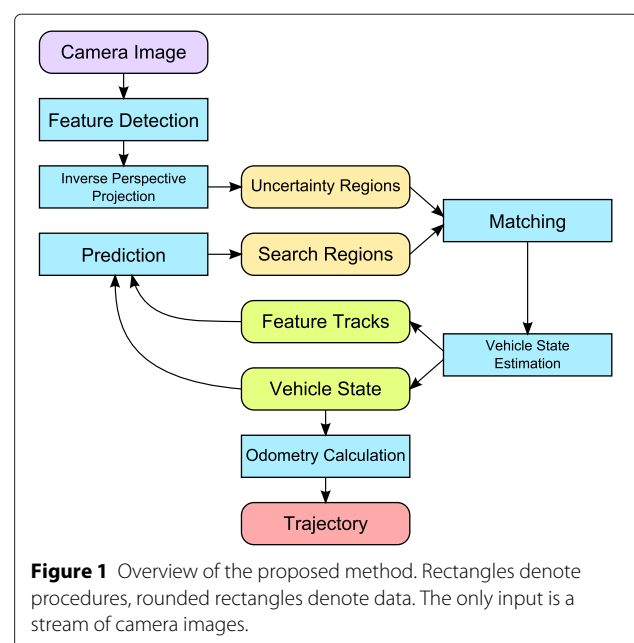 Camera Image
Feature Detection
Inverse Perspective
Projection
Uncertainty Regions
Matching
Prediction
Search Regions
Feature Tracks
Vehicle State
Estimation
Vehicle State
Odometry Calculation
Trajectory
Figure 1 Overview of the proposed method. Rectangles denote
procedures, rounded rectangles denote data. The only input is a
stream of camera images.